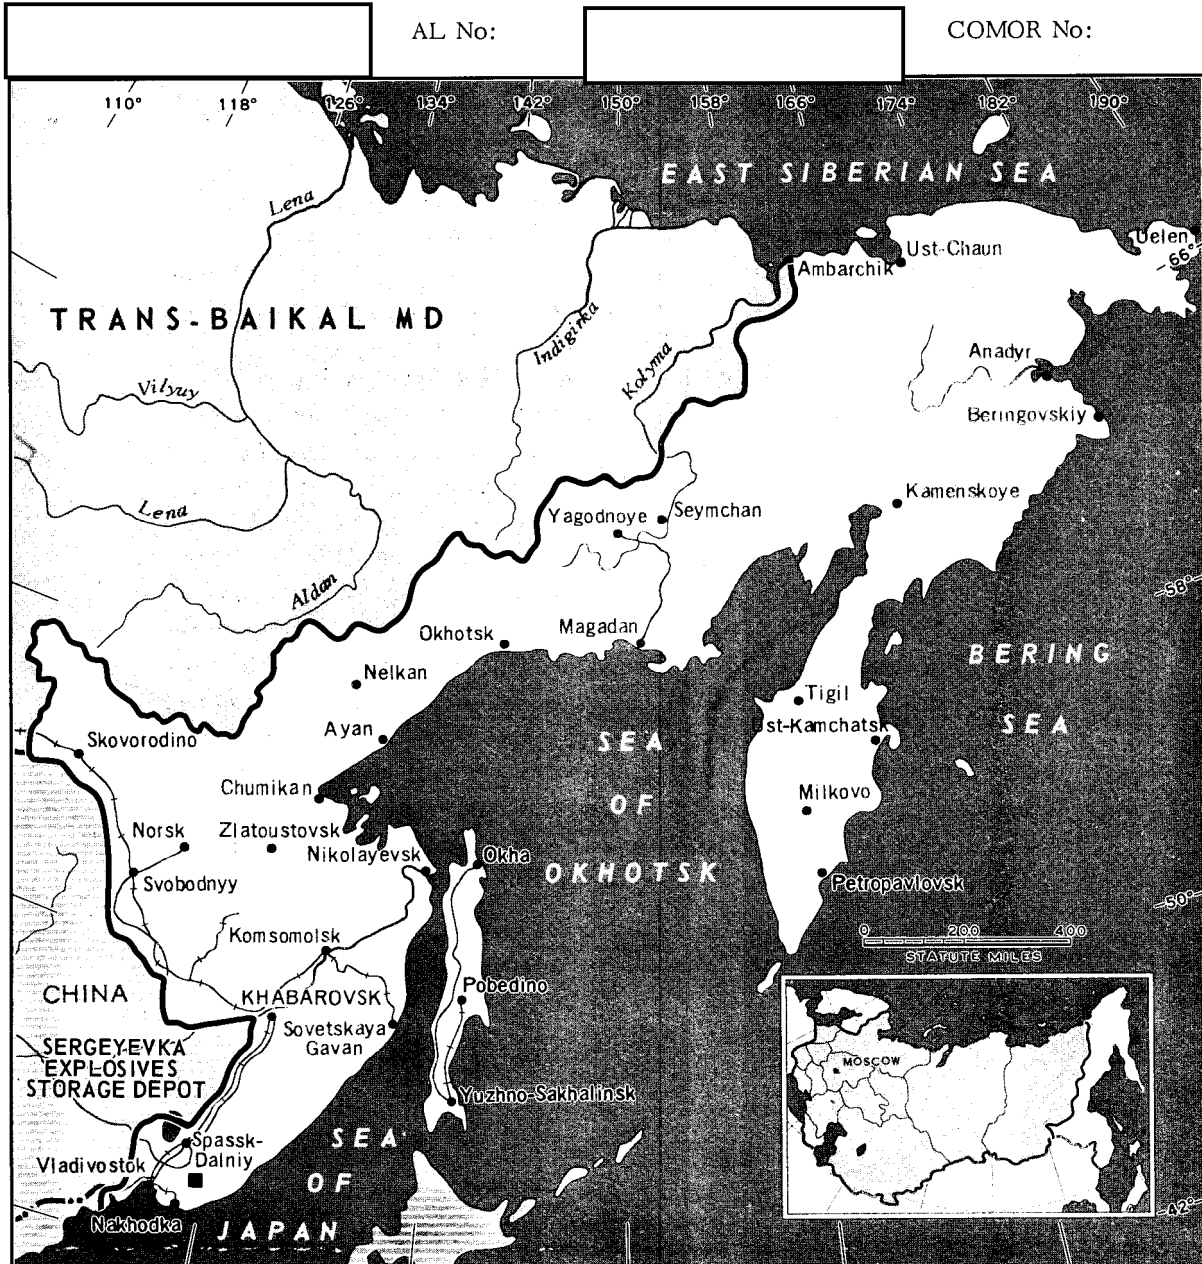 AL No:
COMOR No:
110° 118° 126° 134° 142° 150° 158° 166° 174° 182° 190°
EAST SIBERIAN SEA
Lena
Uelen
66°
Ust-Chaun
Ambarchik
TRANS-BAIKAL MD
Indigirka
Kolyma
Anadyr
Vilyuy
Beringovskiy
Kamenskoye
Lena
Yagodnoye
Seymchan
58°
Aldan
Okhotsk
Magadan
BERING
SEA
Nelkan
Tigil
Ust-Kamchatsk
Ayan
Skovorodino
SEA
OF
OKHOTSK
Chumikan
Milkovo
Norsk
Zlatoustovsk
Nikolayevsk
Okha
Svobodnyy
Petropavlovsk
50°
Komsomolsk
0 200 400
STATUTE MILES
Pobedino
CHINA
KHABAROVSK
Sovetskaya
Gavan
SERGEYEVKA
EXPLOSIVES
STORAGE DEPOT
MOSCOW
Yuzhno-Sakhalinsk
Spassk-
Dalniy
Vladivostok
Nakhodka
SEA
OF
JAPAN
42°